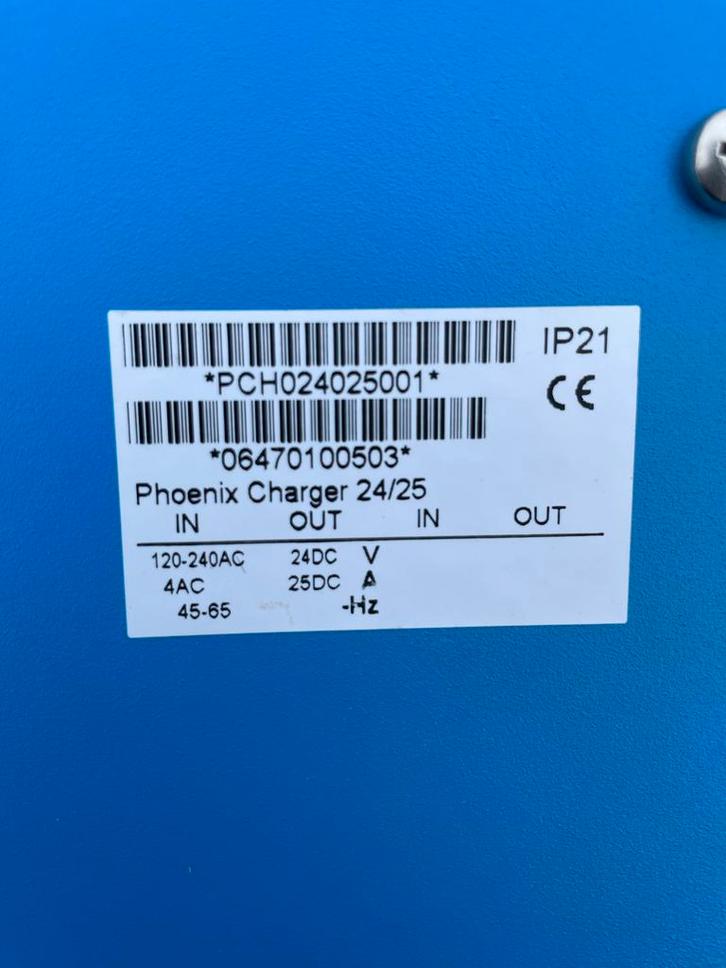 IP21
*PCH024025001*
CE
*06470100503*
Phoenix Charger 24/25
IN OUT IN OUT
120-240AC 24DC V
4AC 25DC A
45-65 -Hz